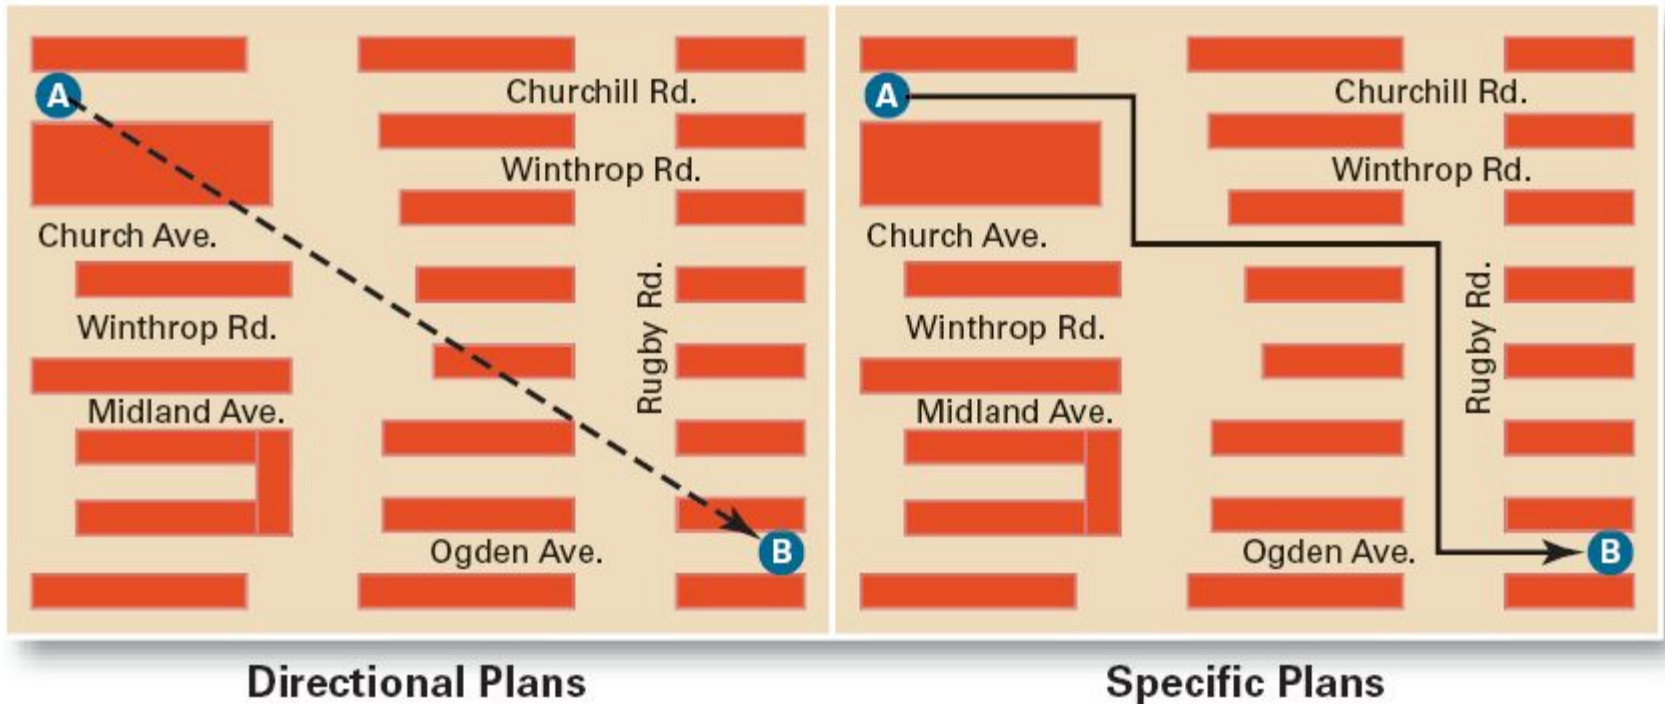 A
Churchill Rd.
Winthrop Rd.
Church Ave.
Winthrop Rd.
Rugby Rd.
Midland Ave.
Ogden Ave.
B
Directional Plans
A
Churchill Rd.
Winthrop Rd.
Church Ave.
Winthrop Rd.
Rugby Rd.
Midland Ave.
Ogden Ave.
B
Specific Plans